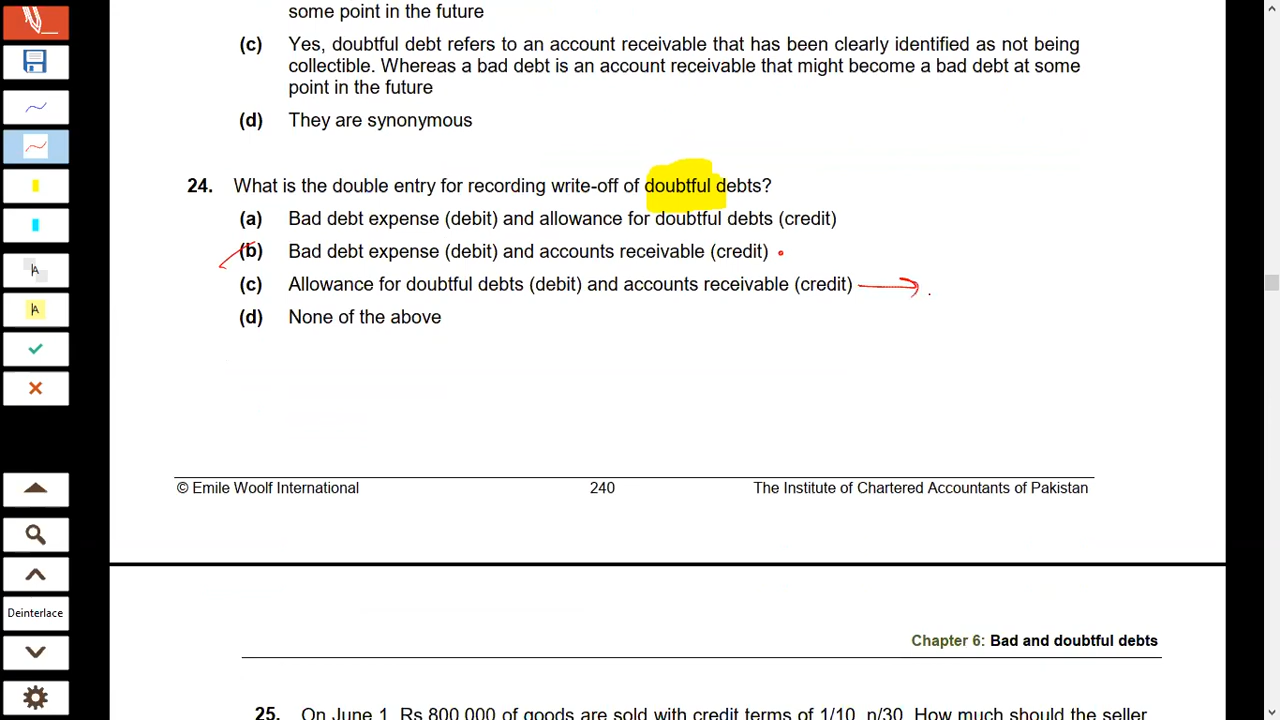 some point in the future
(c) Yes, doubtful debt refers to an account receivable that has been clearly identified as not being
collectible. Whereas a bad debt is an account receivable that might become a bad debt at some
point in the future
(d) They are synonymous
24. What is the double entry for recording write-off of doubtful debts?
(a) Bad debt expense (debit) and allowance for doubtful debts (credit)
(b) Bad debt expense (debit) and accounts receivable (credit)
(c) Allowance for doubtful debts (debit) and accounts receivable (credit)
(d) None of the above
© Emile Woolf International 240 The Institute of Chartered Accountants of Pakistan
Deinterlace
Chapter 6: Bad and doubtful debts
25. On June 1, Rs 800,000 of goods are sold with credit terms of 1/10, n/30. How much should the seller